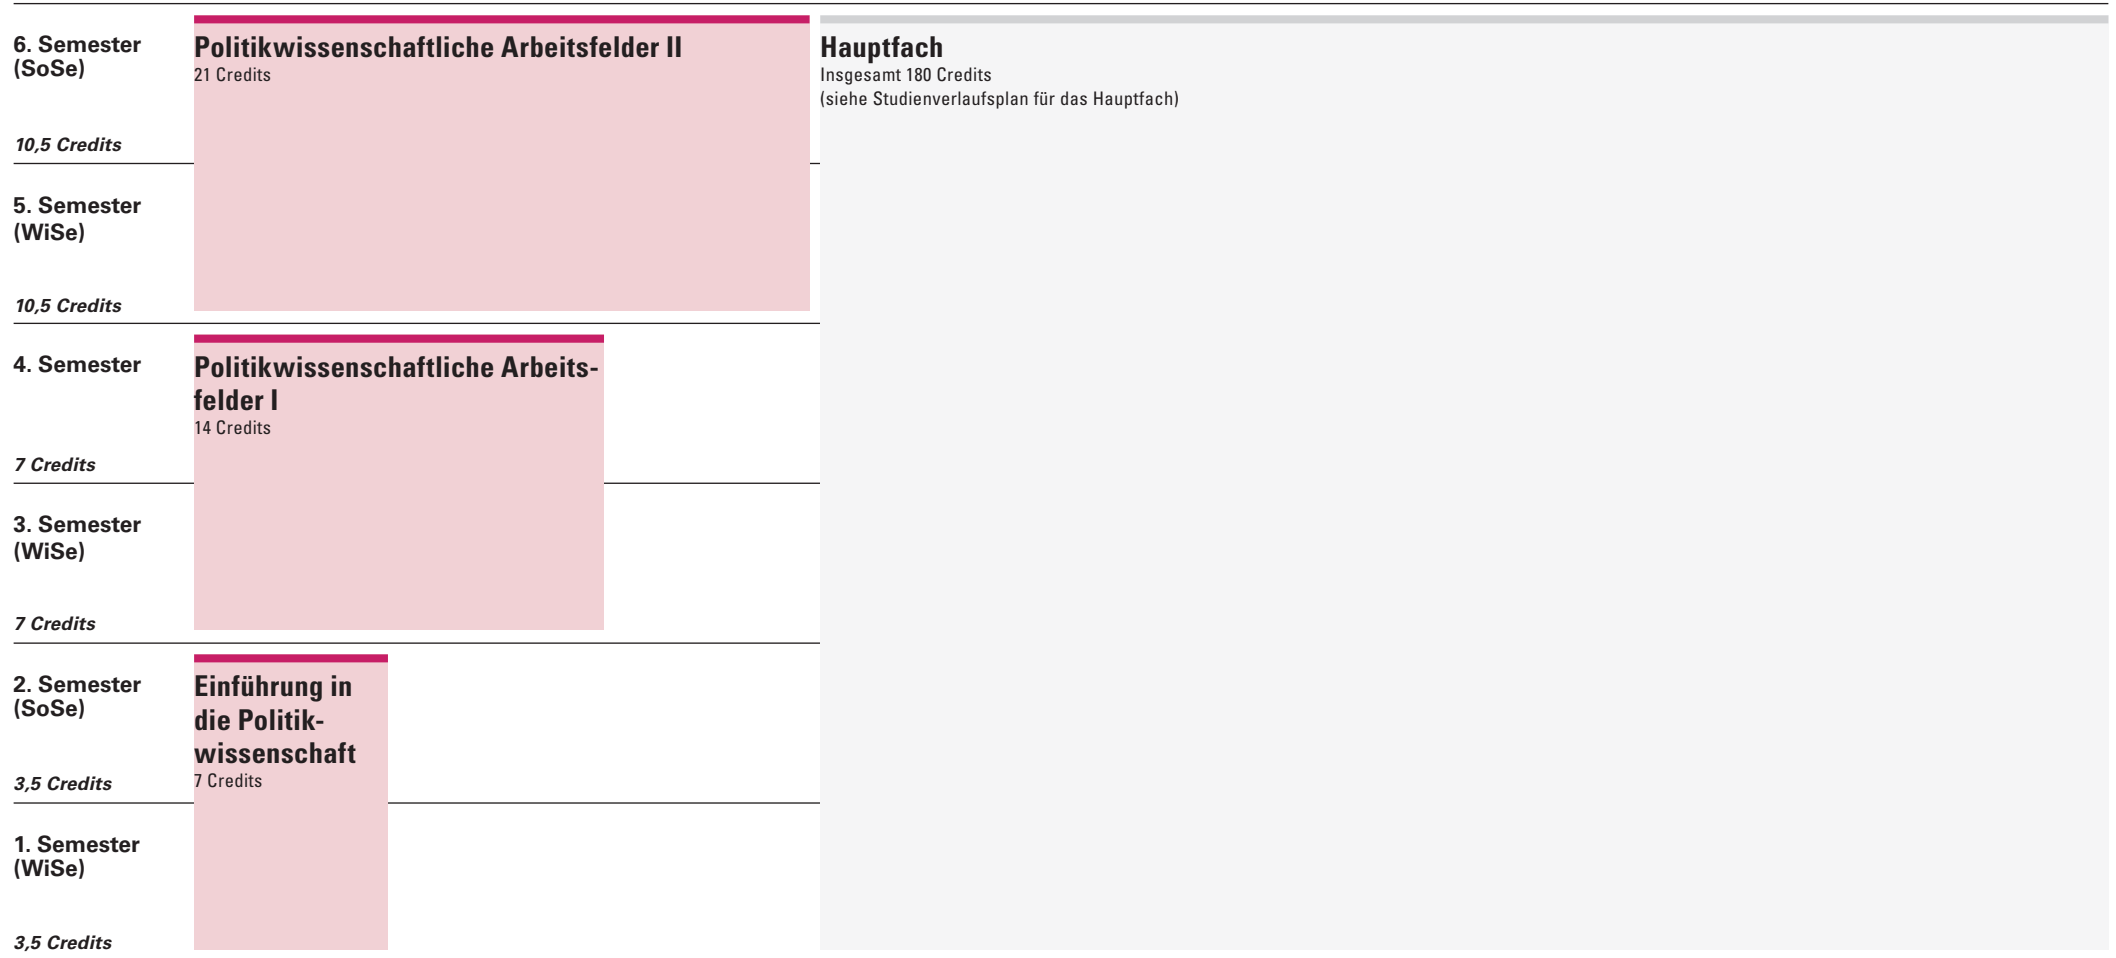 6. Semester
(SoSe)
Politikwissenschaftliche Arbeitsfelder II
21 Credits
Hauptfach
Insgesamt 180 Credits
(siehe Studienverlaufsplan für das Hauptfach)
10,5 Credits
5. Semester
(WiSe)
10,5 Credits
4. Semester
Politikwissenschaftliche Arbeits-
felder I
14 Credits
7 Credits
3. Semester
(WiSe)
7 Credits
2. Semester
(SoSe)
Einführung in
die Politik-
wissenschaft
7 Credits
3,5 Credits
1. Semester
(WiSe)
3,5 Credits